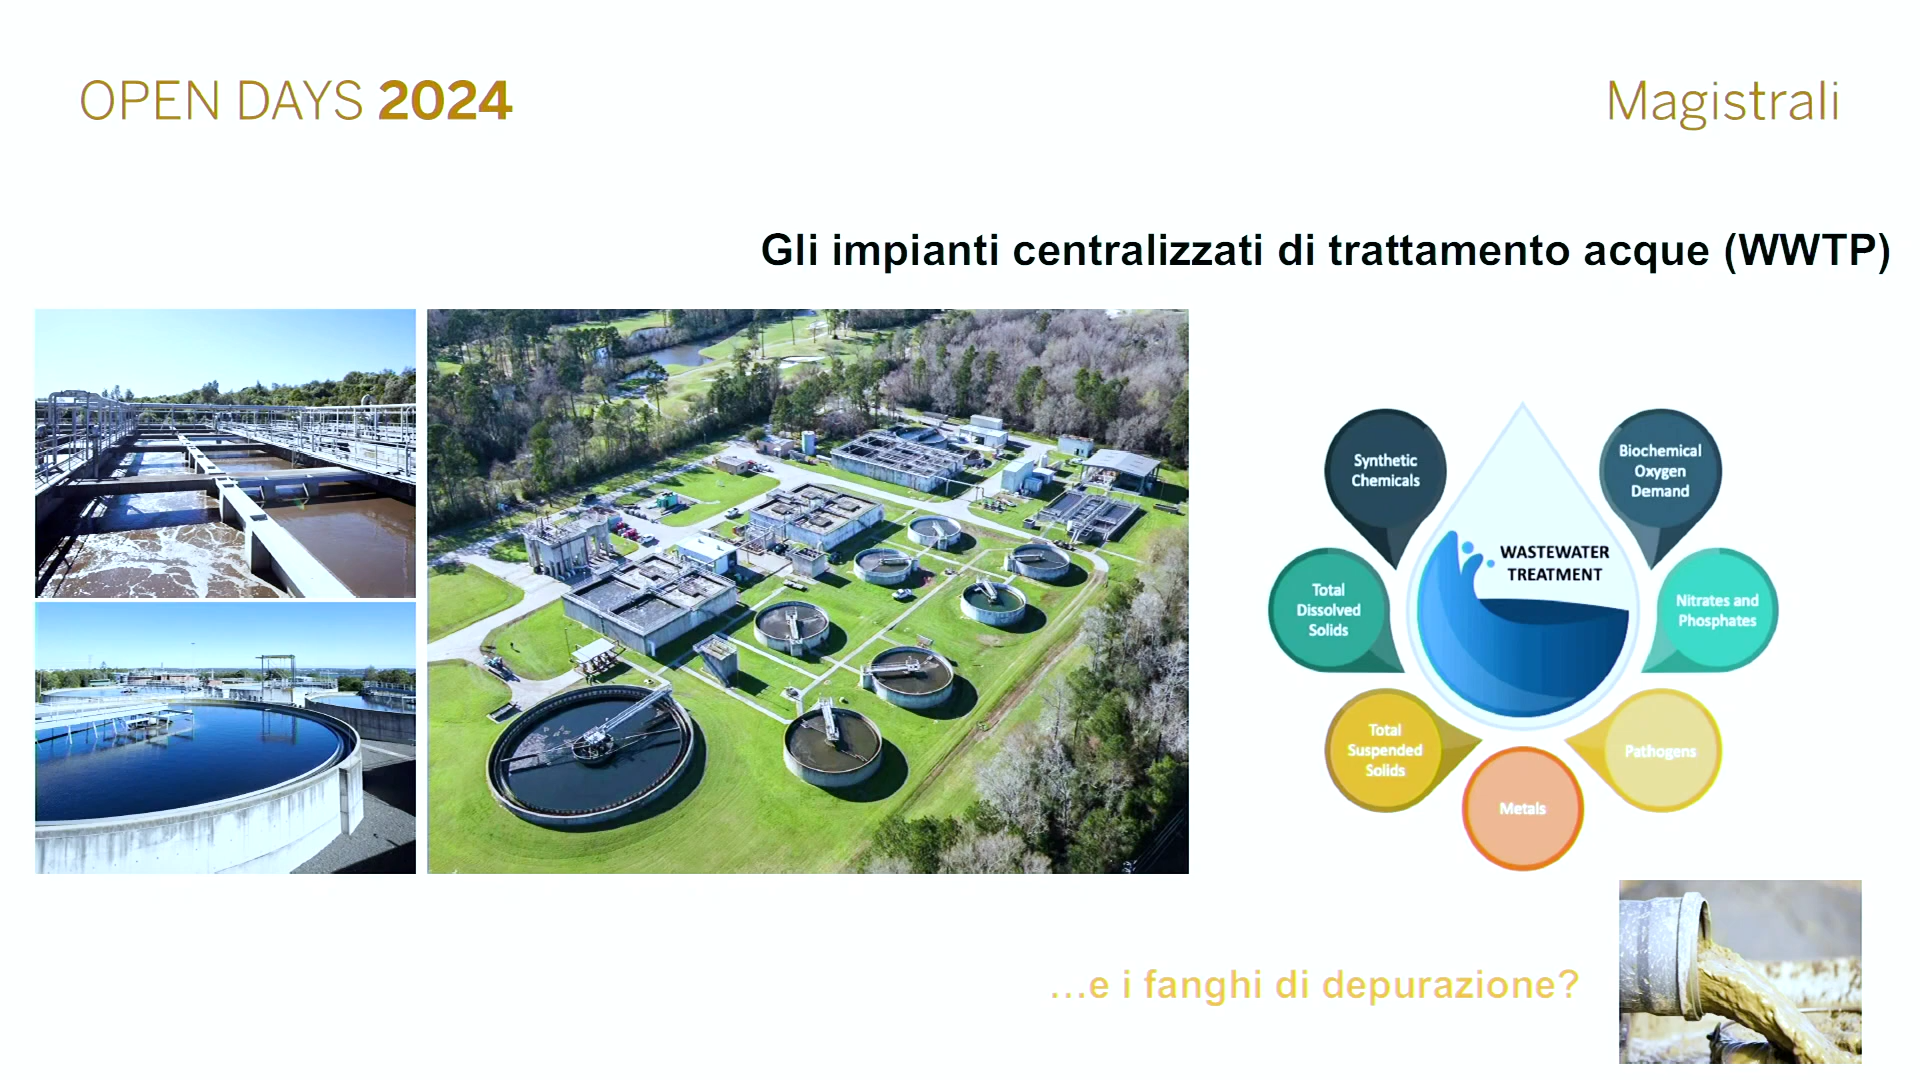 OPEN DAYS 2024
Magistrali
Gli impianti centralizzati di trattamento acque (WWTP)
Synthetic
Chemicals
Biochemical
Oxygen
Demand
WASTEWATER
TREATMENT
Total
Dissolved
Solids
Nitrates and
Phosphates
Total
Suspended
Solids
Pathogens
Metals
...e i fanghi di depurazione?